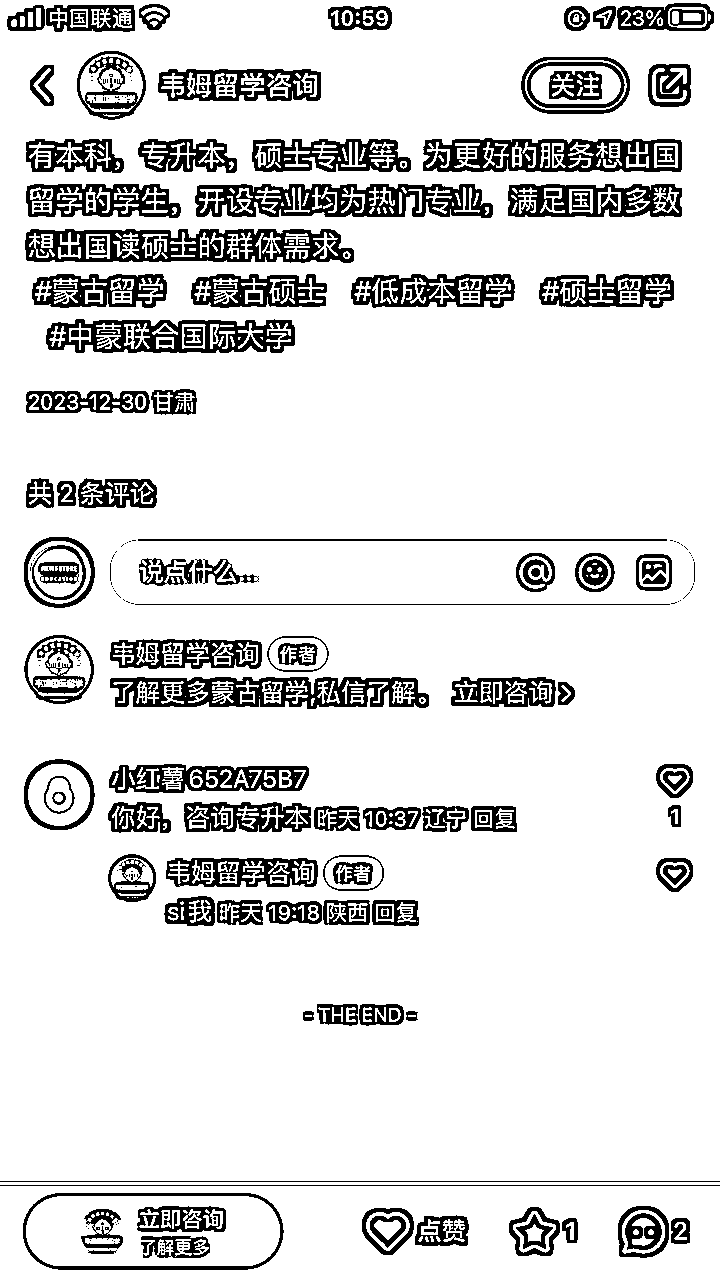 中国联通 10:59 23%
韦姆留学咨询 关注
有本科，专升本，硕士专业等。为更好的服务想出国
留学的学生，开设专业均为热门专业，满足国内多数
想出国读硕士的群体需求。
#蒙古留学 #蒙古硕士 #低成本留学 #硕士留学
#中蒙联合国际大学
2023-12-30 甘肃
共 2 条评论
说点什么...
韦姆留学咨询 作者
了解更多蒙古留学,私信了解。 立即咨询 >
小红薯652A75B7
你好，咨询专升本 昨天 10:37 辽宁 回复
1
韦姆留学咨询 作者
si我 昨天 19:18 陕西 回复
- THE END -
立即咨询
了解更多
点赞 1 2